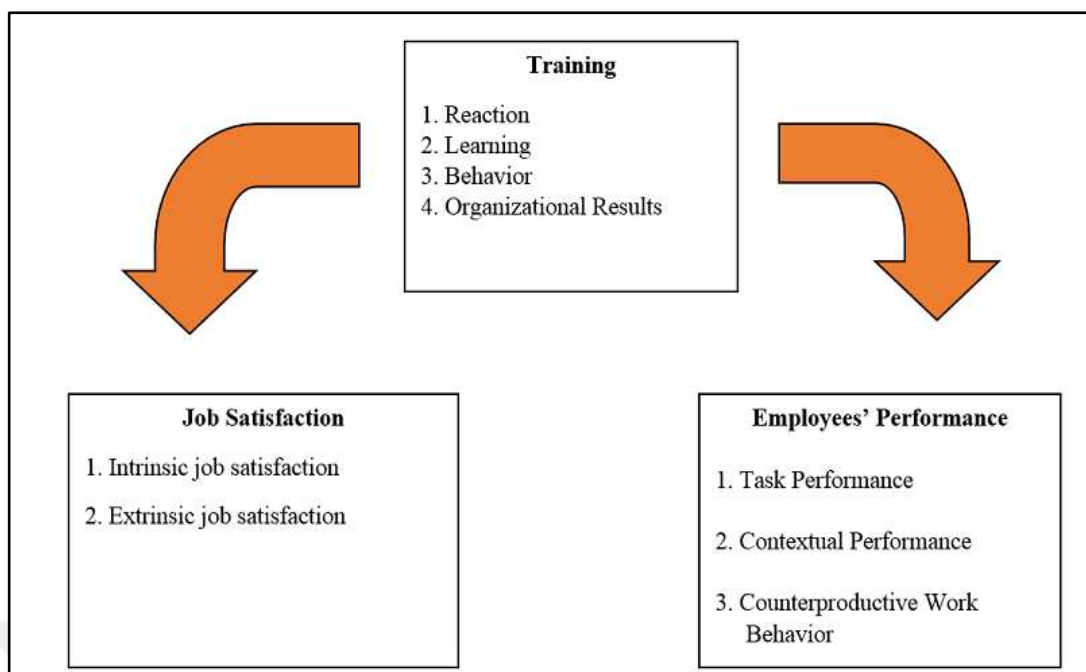 Training
1. Reaction
2. Learning
3. Behavior
4. Organizational Results
Job Satisfaction
1. Intrinsic job satisfaction
2. Extrinsic job satisfaction
Employees’ Performance
1. Task Performance
2. Contextual Performance
3. Counterproductive Work
Behavior